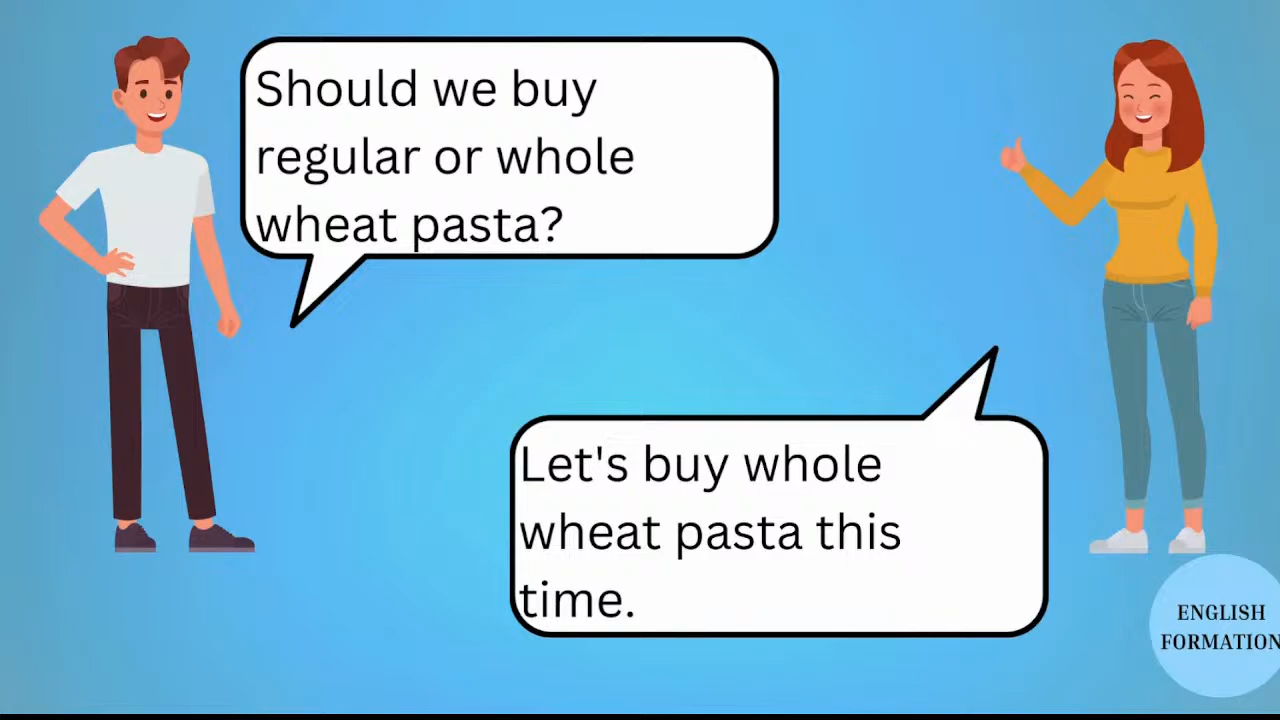 Should we buy
regular or whole
wheat pasta?
Let's buy whole
wheat pasta this
time.
ENGLISH
FORMATION